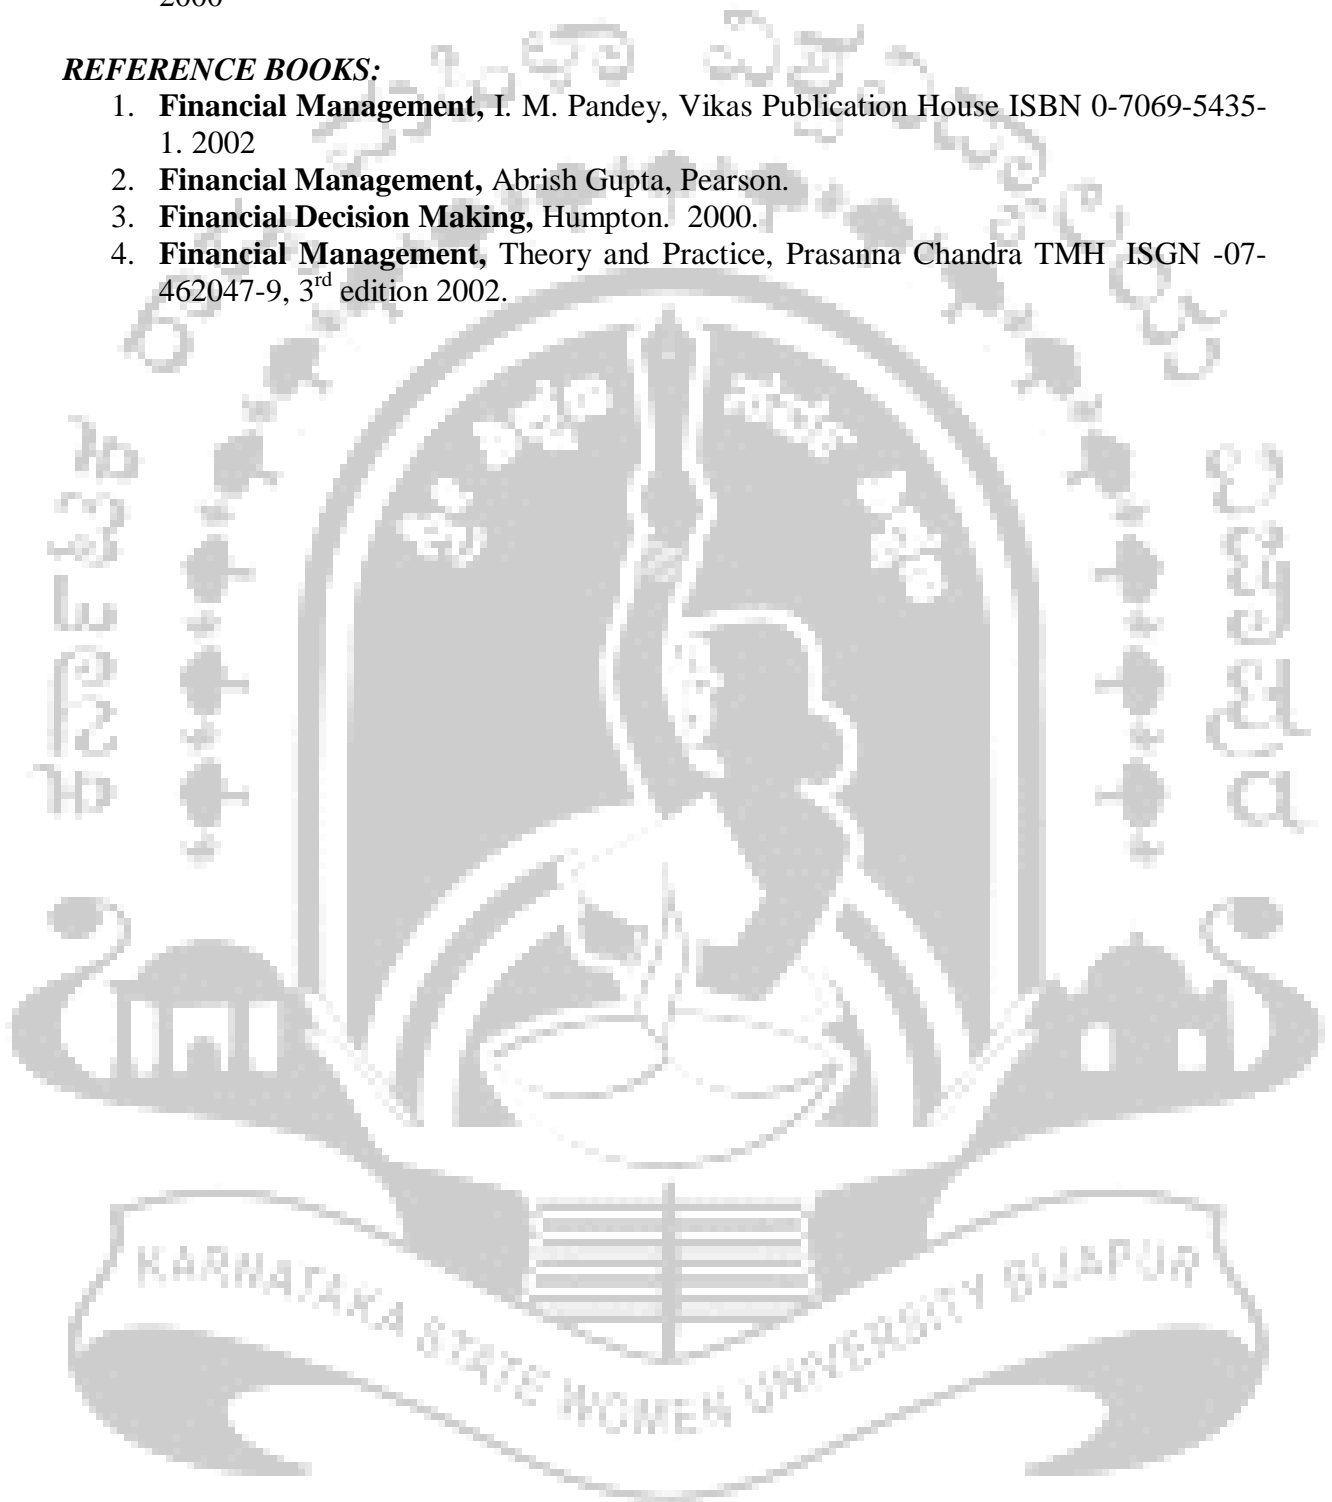 2000
REFERENCE BOOKS:
1. Financial Management, I. M. Pandey, Vikas Publication House ISBN 0-7069-5435-
1. 2002
2. Financial Management, Abrish Gupta, Pearson.
3. Financial Decision Making, Humpton. 2000.
4. Financial Management, Theory and Practice, Prasanna Chandra TMH ISGN -07-
462047-9, 3rd edition 2002.
KARNATAKA STATE WOMEN UNIVERSITY BIJAPUR